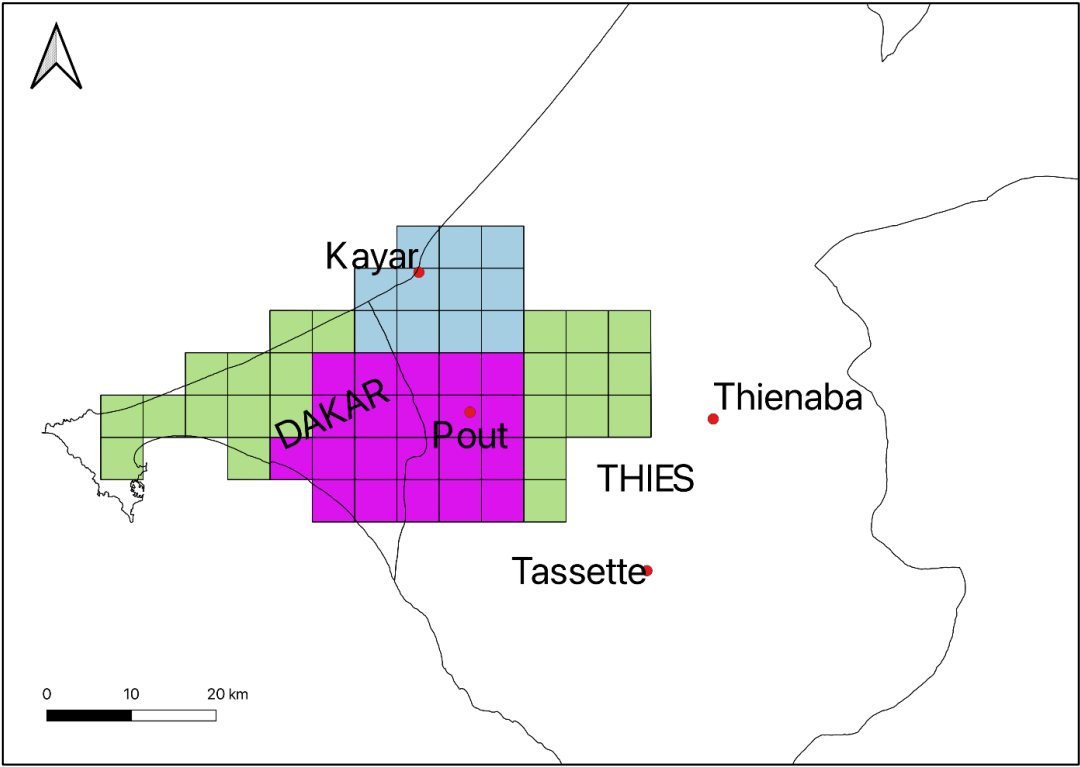 Kayar
DAKAR
Thienaba
Pout
THIES
Tassette
0 10 20 km